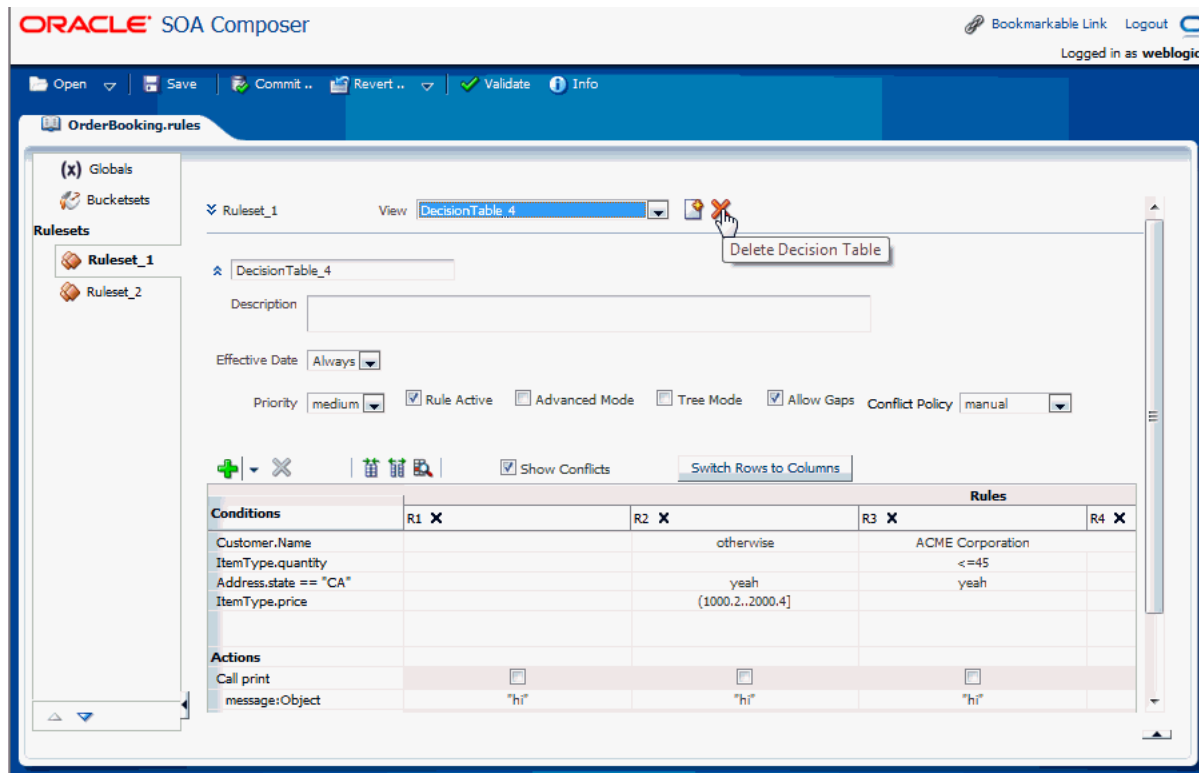 ORACLE SOA Composer Bookmarkable Link Logout
Logged in as weblogic
Open Save Commit .. Revert .. Validate Info
OrderBooking.rules
(x) Globals
Bucketsets
Rulesets
Ruleset_1
Ruleset_2
Ruleset_1 View DecisionTable_4
Delete Decision Table
DecisionTable_4
Description
Effective Date Always
Priority medium Rule Active Advanced Mode Tree Mode Allow Gaps Conflict Policy manual
Show Conflicts Switch Rows to Columns
Rules
Conditions R1 R2 R3 R4
Customer.Name otherwise ACME Corporation
ItemType.quantity <=45
Address.state == "CA" yeah yeah
ItemType.price (1000.2..2000.4]
Actions
Call print
message:Object "hi" "hi" "hi"